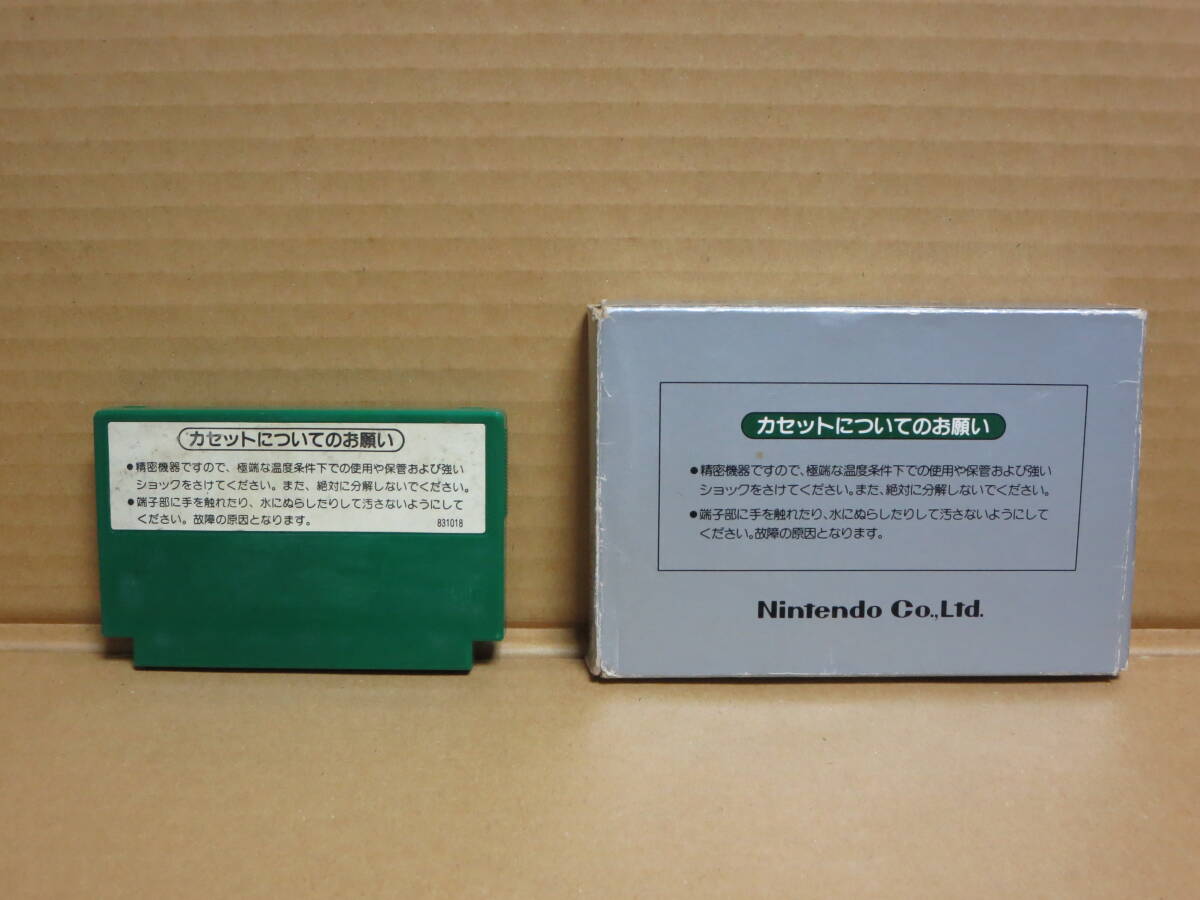 カセットについてのお願い
●精密機器ですので、極端な温度条件下での使用や保管および強い
ショックをさけてください。また、絶対に分解しないでください。
●端子部に手を触れたり、水にぬらしたりして汚さないようにして
ください。故障の原因となります。
831018
カセットについてのお願い
●精密機器ですので、極端な温度条件下での使用や保管および強い
ショックをさけてください。また、絶対に分解しないでください。
●端子部に手を触れたり、水にぬらしたりして汚さないようにして
ください。故障の原因となります。
Nintendo Co.,Ltd.